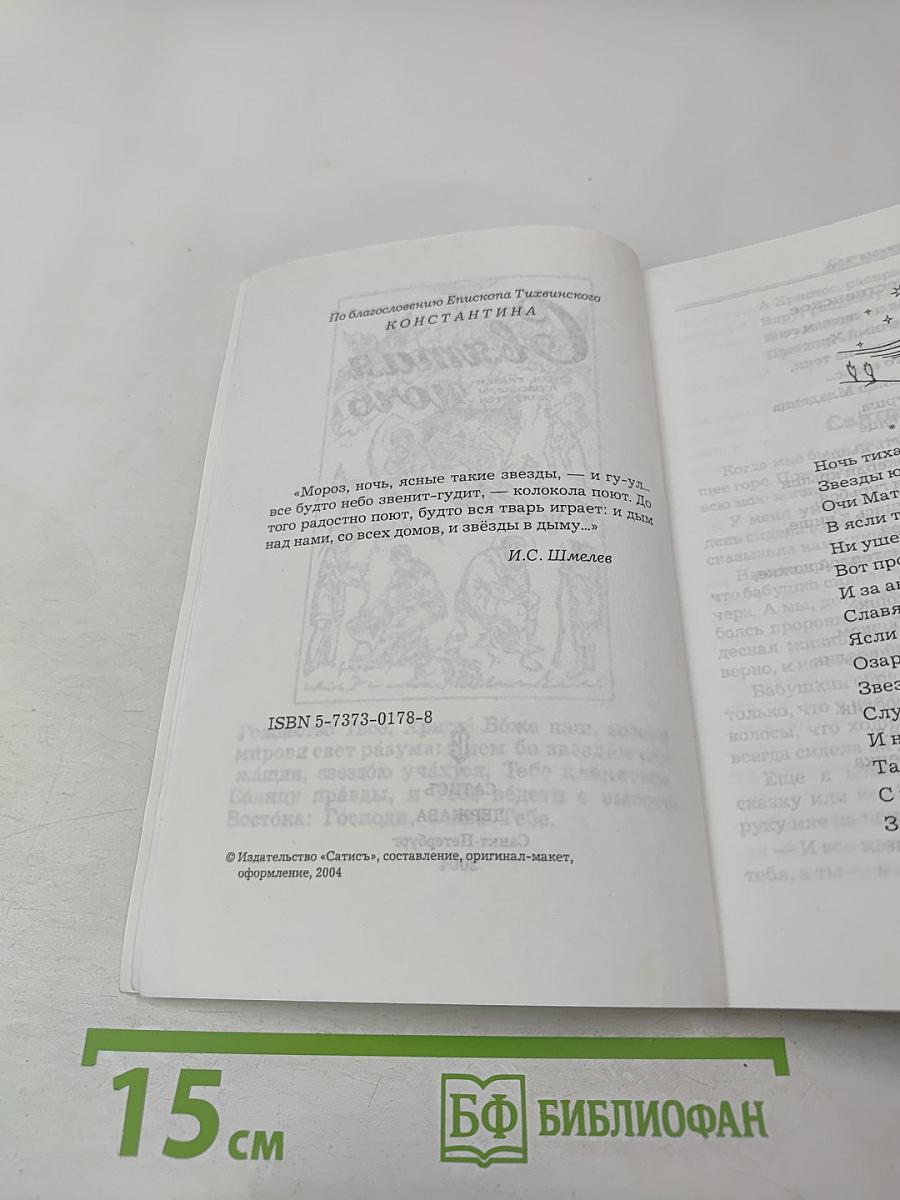 По благословению Епископа Тихвинского
КОНСТАНТИНА
«Мороз, ночь, ясные такие звезды, — и гу-ул...
все будто небо звенит-гудит, — колокола поют. До
того радостно поют, будто вся тварь играет: и дым
над нами, со всех домов, и звёзды в дыму...»
И.С. Шмелев
ISBN 5-7373-0178-8
© Издательство «Сатисъ», составление, оригинал-макет,
оформление, 2004
*
Ночь тиха
Звезды
Очи Мат
В ясли
Ни
Вот
И за
Славя
Ясли
Озар
Звез
Слу
И
Та
С
З
15 см
БФ БИБЛИОФАН